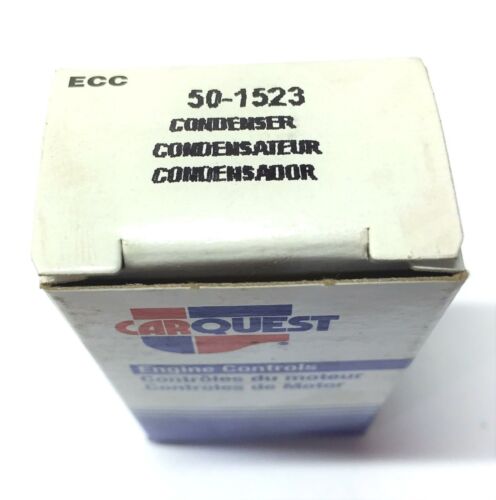 ECC
50-1523
CONDENSER
CONDENSATEUR
CONDENSADOR
CARQUEST
®
Engine Controls
Contrôles du moteur
Controles de Motor